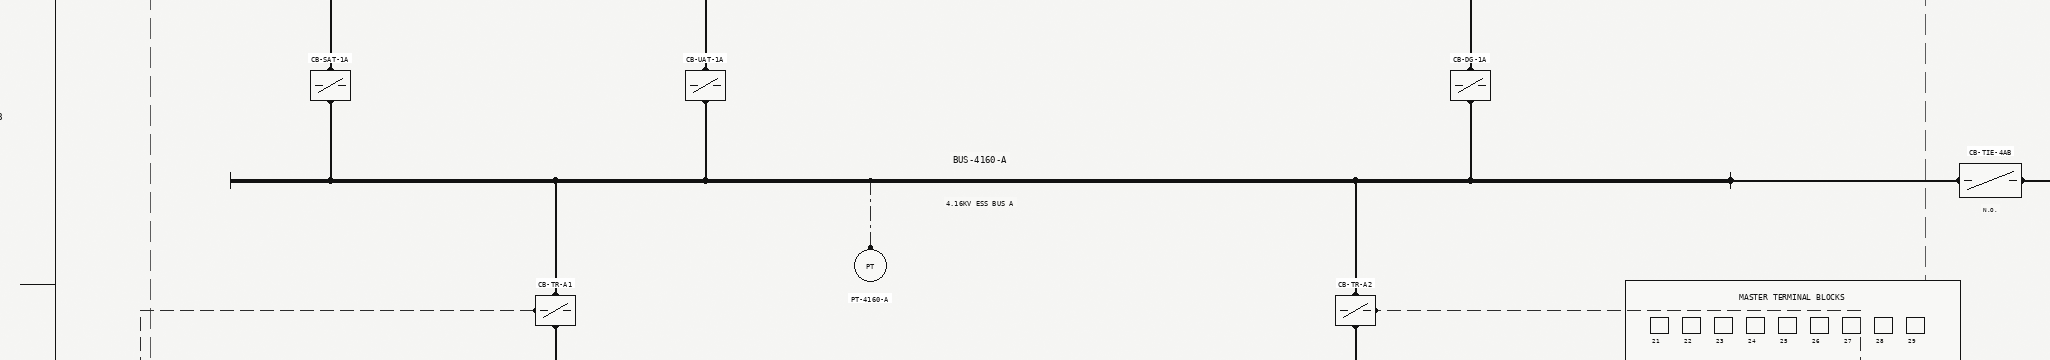 CB-SAT-1A
CB-UAT-1A
CB-DG-1A
BUS-4160-A
CB-TIE-4AB
4.16KV ESS BUS A
N.O.
PT
CB-TR-A1
PT-4160-A
CB-TR-A2
MASTER TERMINAL BLOCKS
21 22 23 24 25 26 27 28 29